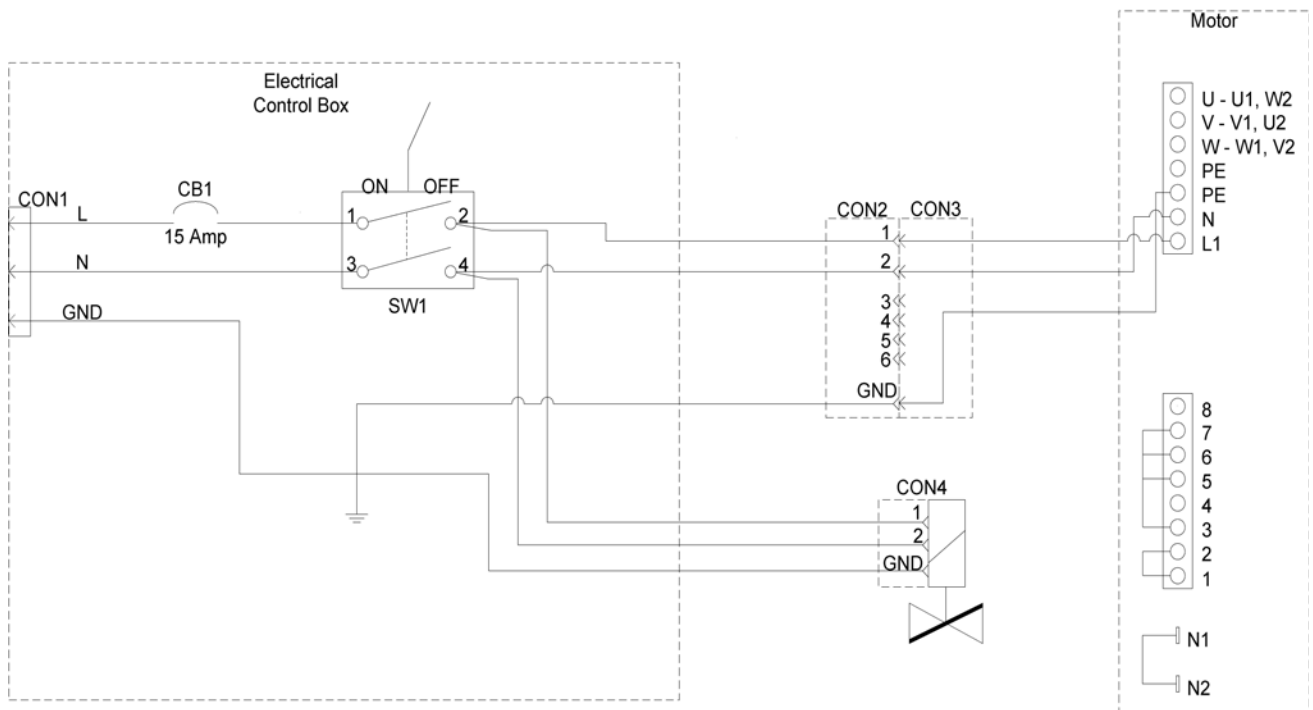 Motor
Electrical
Control Box
U - U1, W2
V - V1, U2
W - W1, V2
PE
PE
N
L1
CON1
L
CB1
15 Amp
ON OFF
1
2
N
3
4
SW1
GND
CON2 CON3
1
2
3
4
5
6
GND
CON4
1
2
GND
8
7
6
5
4
3
2
1
N1
N2